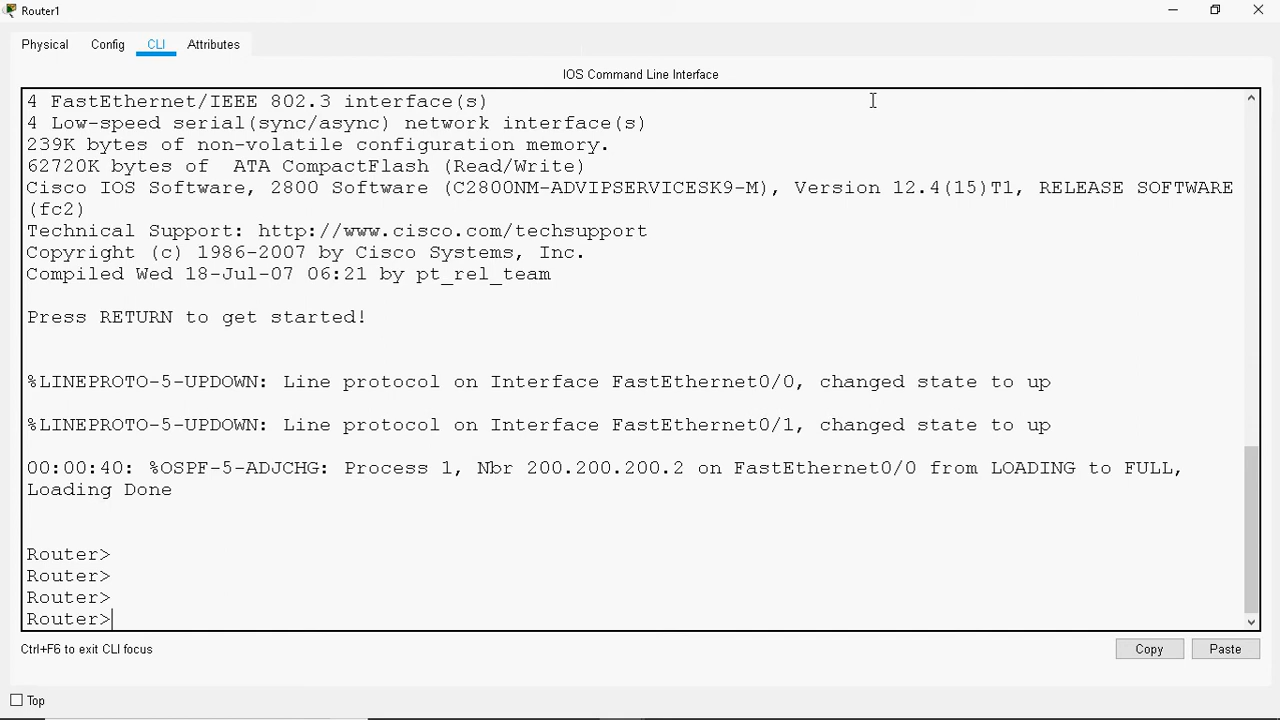 Router1
Physical Config CLI Attributes
IOS Command Line Interface
4 FastEthernet/IEEE 802.3 interface(s)
4 Low-speed serial(sync/async) network interface(s)
239K bytes of non-volatile configuration memory.
62720K bytes of  ATA CompactFlash (Read/Write)
Cisco IOS Software, 2800 Software (C2800NM-ADVIPSERVICESK9-M), Version 12.4(15)T1, RELEASE SOFTWARE
(fc2)
Technical Support: http://www.cisco.com/techsupport
Copyright (c) 1986-2007 by Cisco Systems, Inc.
Compiled Wed 18-Jul-07 06:21 by pt_rel_team
Press RETURN to get started!
%LINEPROTO-5-UPDOWN: Line protocol on Interface FastEthernet0/0, changed state to up
%LINEPROTO-5-UPDOWN: Line protocol on Interface FastEthernet0/1, changed state to up
00:00:40: %OSPF-5-ADJCHG: Process 1, Nbr 200.200.200.2 on FastEthernet0/0 from LOADING to FULL,
Loading Done
Router>
Router>
Router>
Router>
Ctrl+F6 to exit CLI focus
Copy Paste
Top